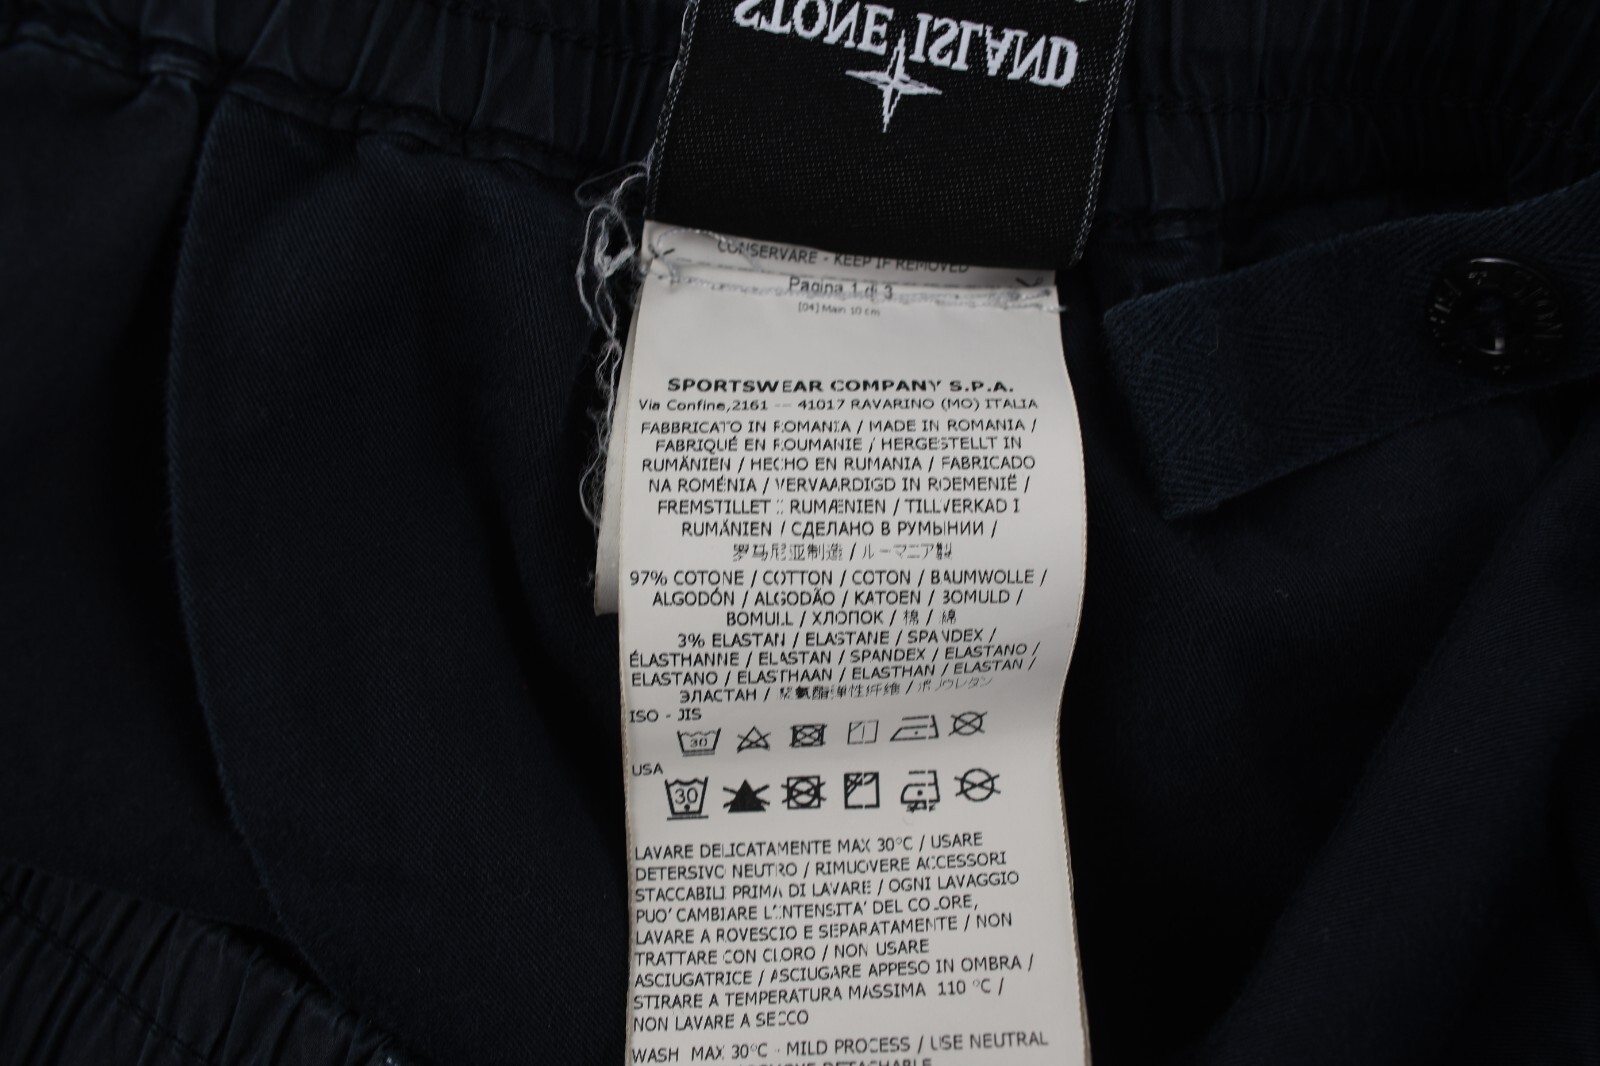 STONE ISLAND
CONSERVARE - KEEP IF REMOVED
Pagina 1 di 3
[04] Main 10 cm
SPORTSWEAR COMPANY S.P.A.
Via Confine,2161 -- 41017 RAVARINO (MO) ITALIA
FABBRICATO IN ROMANIA / MADE IN ROMANIA /
FABRIQUÉ EN ROUMANIE / HERGESTELLT IN
RUMÄNIEN / HECHO EN RUMANIA / FABRICADO
NA ROMÉNIA / VERVAARDIGD IN ROEMENIË /
FREMSTILLET I RUMÆNIEN / TILLVERKAD I
RUMÄNIEN / СДЕЛАНО В РУМЫНИИ /
罗马尼亚制造 / ルーマニア製
97% COTONE / COTTON / COTON / BAUMWOLLE /
ALGODÓN / ALGODÃO / KATOEN / BOMULD /
BOMULL / ХЛОПОК / 棉 / 綿
3% ELASTAN / ELASTANE / SPANDEX /
ÉLASTHANNE / ELASTAN / SPANDEX / ELASTANO /
ELASTANO / ELASTHAAN / ELASTHAN / ELASTAN /
ЭЛАСТАН / 聚氨酯弹性纤维 / ポリウレタン
ISO - JIS
30
USA
30
LAVARE DELICATAMENTE MAX 30°C / USARE
DETERSIVO NEUTRO / RIMUOVERE ACCESSORI
STACCABILI PRIMA DI LAVARE / OGNI LAVAGGIO
PUO' CAMBIARE L'INTENSITA' DEL COLORE,
LAVARE A ROVESCIO E SEPARATAMENTE / NON
TRATTARE CON CLORO / NON USARE
ASCIUGATRICE / ASCIUGARE APPESO IN OMBRA /
STIRARE A TEMPERATURA MASSIMA 110 °C /
NON LAVARE A SECCO
WASH MAX 30°C - MILD PROCESS / USE NEUTRAL